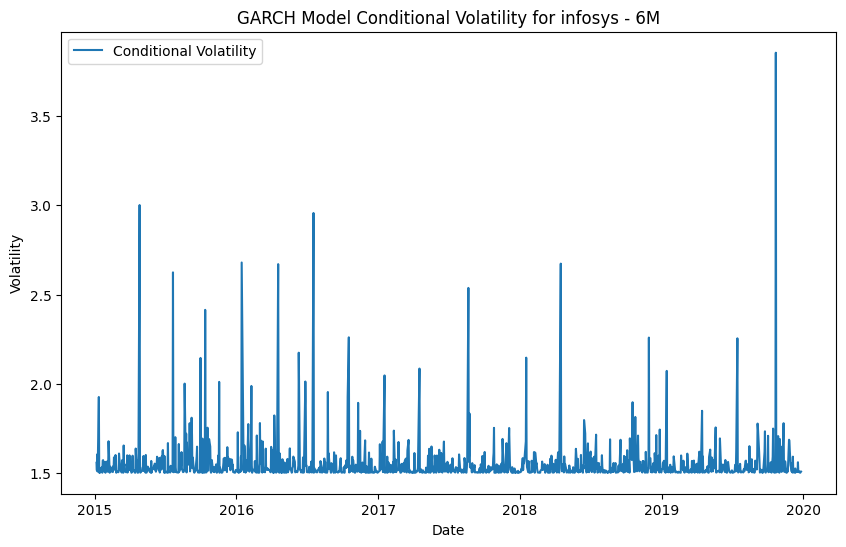 GARCH Model Conditional Volatility for infosys - 6M
Conditional Volatility
3.5
3.0
2.5
2.0
1.5
Volatility
2015 2016 2017 2018 2019 2020
Date